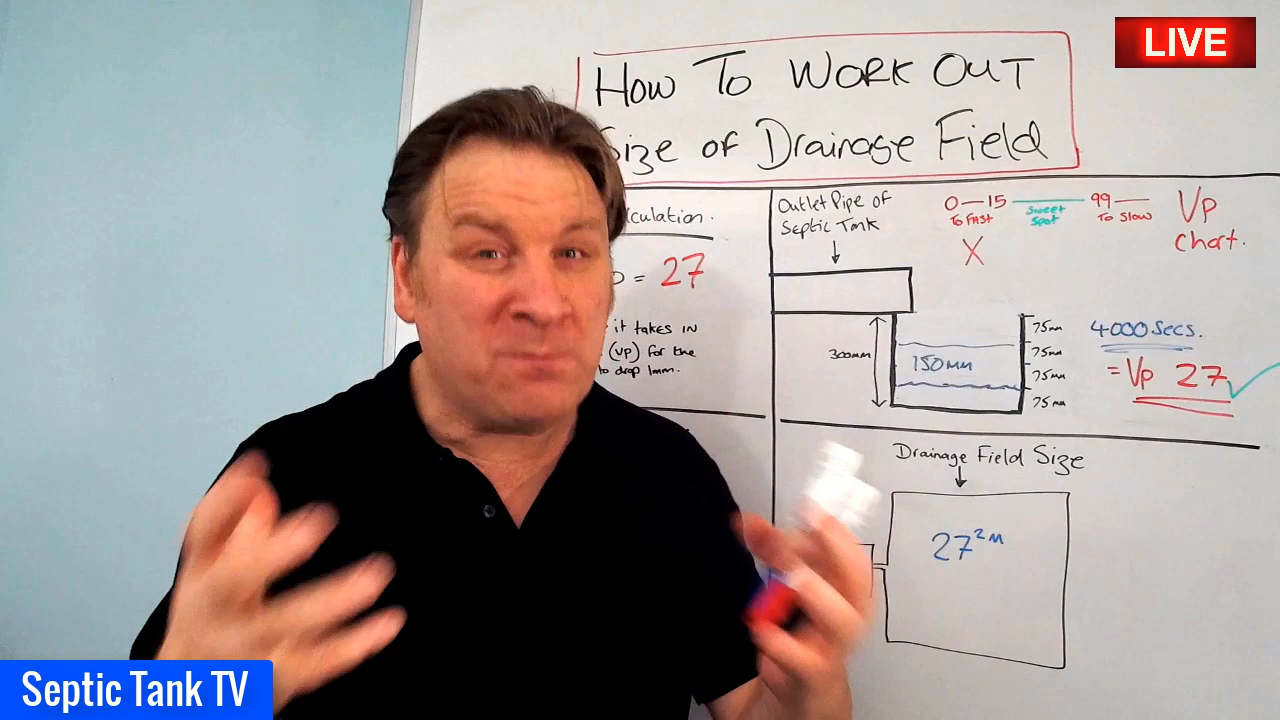 LIVE
How To WORK OUT
Size of Drainage Field
lculation.
= 27
it takes in
(vp) for the
to drop 1mm.
Outlet Pipe of
Septic Tank
0—15
To Fast
X
Sweet
Spot
99—
To Slow
Vp
chart.
300mm
150mm
75mm
75mm
75mm
75mm
4000 Secs.
= Vp 27
Drainage Field Size
27²м
Septic Tank TV